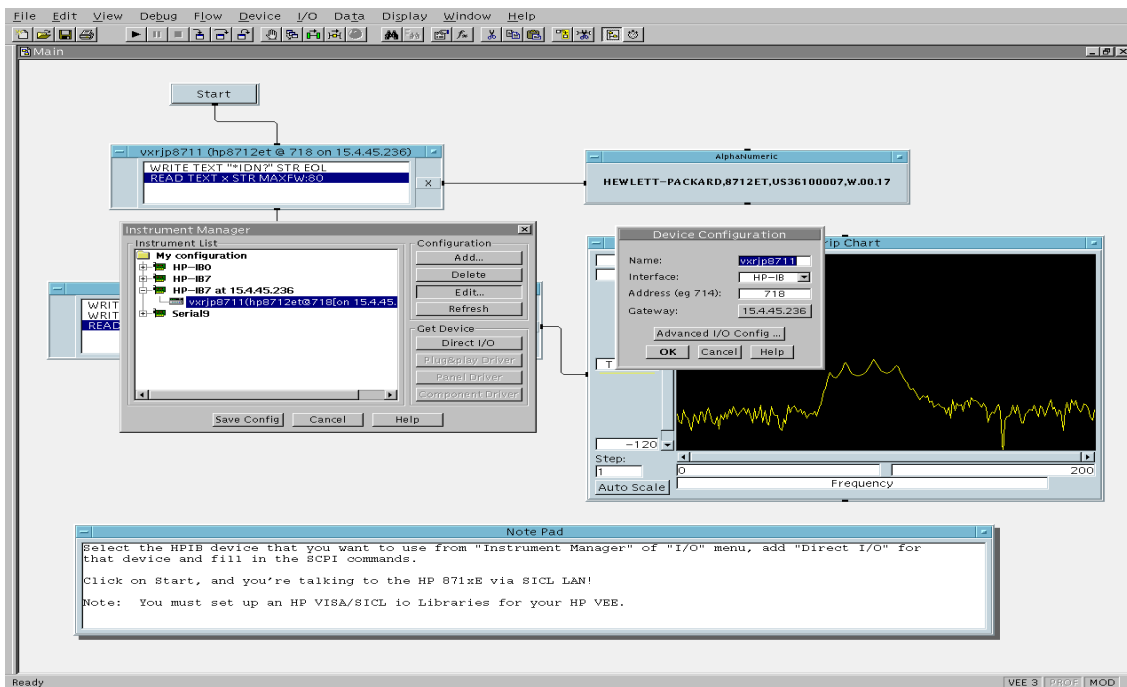 File Edit View Debug Flow Device I/O Data Display Window Help
Main
Start
vxrjp8711 (hp8712et @ 718 on 15.4.45.236)
WRITE TEXT "*IDN?" STR EOL
READ TEXT x STR MAXFW:80
X
AlphaNumeric
HEWLETT-PACKARD,8712ET,US36100007,W.00.17
Instrument Manager
Instrument List
My configuration
HP-IB0
HP-IB7
HP-IB7 at 15.4.45.236
vxrjp8711(hp8712et@718[on 15.4.45.
Serial9
Configuration
Add...
Delete
Edit...
Refresh
Get Device
Direct I/O
Plug&play Driver
Panel Driver
Component Driver
Save Config
Cancel
Help
WRIT
WRIT
READ
rip Chart
Device Configuration
Name: vxrjp8711
Interface: HP-IB
Address (eg 714): 718
Gateway: 15.4.45.236
Advanced I/O Config ...
OK Cancel Help
T
-120
Step:
1
Auto Scale
0 200
Frequency
Note Pad
Select the HPIB device that you want to use from "Instrument Manager" of "I/O" menu, add "Direct I/O" for
that device and fill in the SCPI commands.
Click on Start, and you're talking to the HP 871xE via SICL LAN!
Note: You must set up an HP VISA/SICL io Libraries for your HP VEE.
Ready
VEE 3 PROF MOD